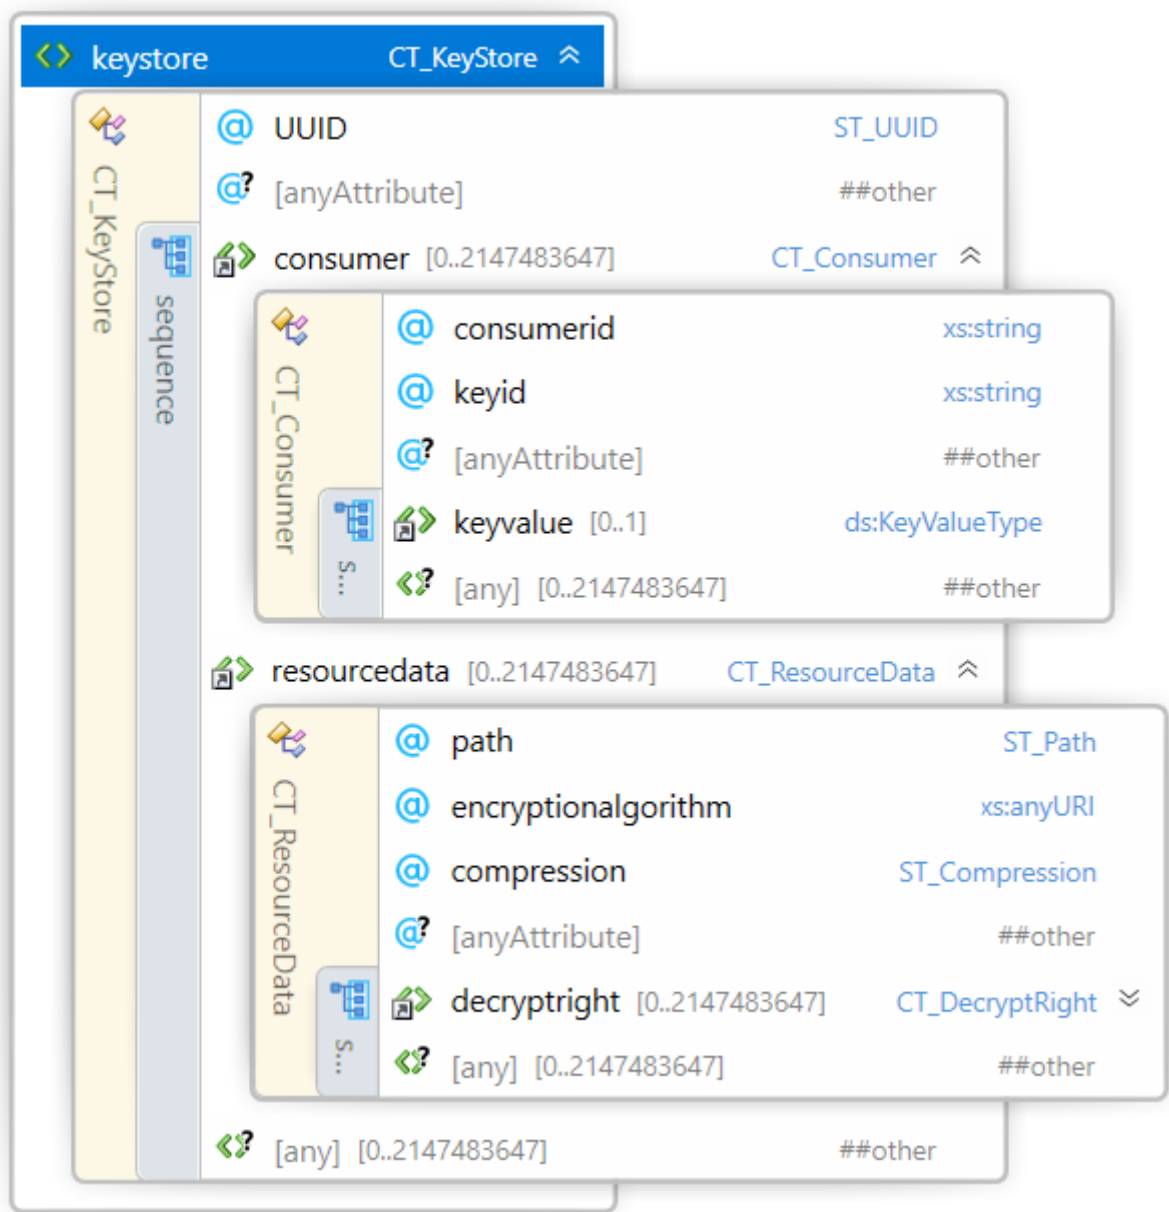 keystore CT_KeyStore
CT_KeyStore
@ UUID ST_UUID
@? [anyAttribute] ##other
sequence
consumer [0..2147483647] CT_Consumer
CT_Consumer
@ consumerid xs:string
@ keyid xs:string
@? [anyAttribute] ##other
s...
keyvalue [0..1] ds:KeyValueType
[any] [0..2147483647] ##other
resourcedata [0..2147483647] CT_ResourceData
CT_ResourceData
@ path ST_Path
@ encryptionalgorithm xs:anyURI
@ compression ST_Compression
@? [anyAttribute] ##other
s...
decryptright [0..2147483647] CT_DecryptRight
[any] [0..2147483647] ##other
[any] [0..2147483647] ##other